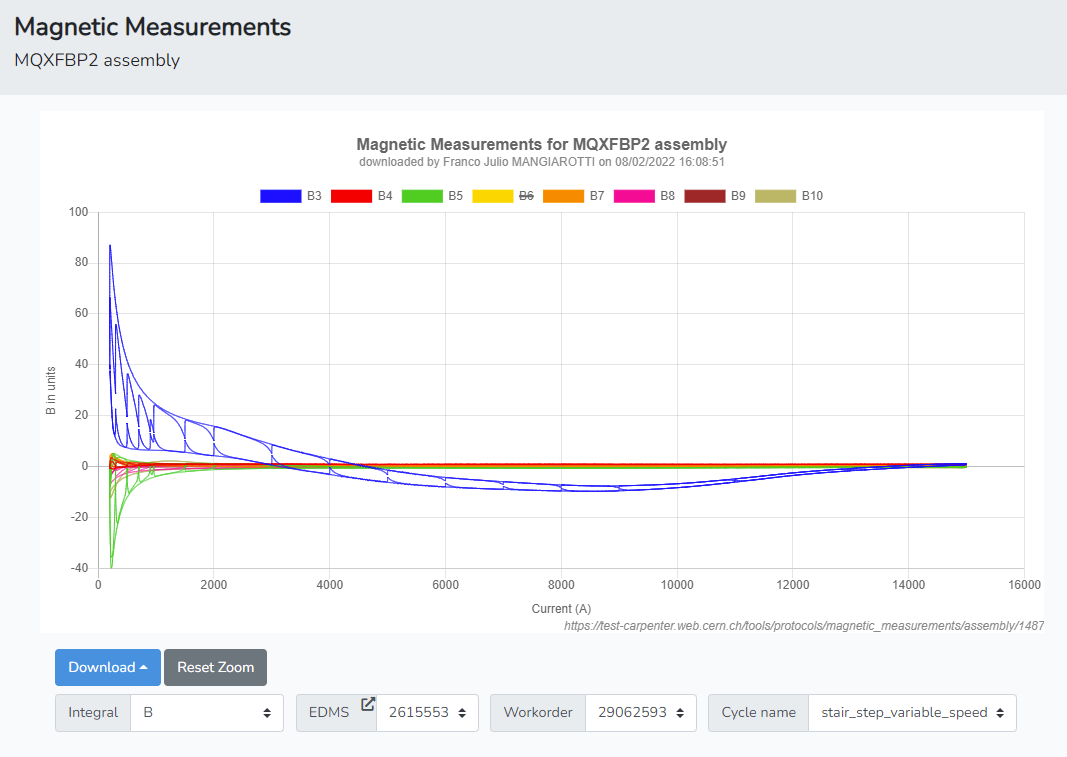 Magnetic Measurements
MQXFBP2 assembly
Magnetic Measurements for MQXFBP2 assembly
downloaded by Franco Julio MANGIAROTTI on 08/02/2022 16:08:51
B3 B4 B5 B6 B7 B8 B9 B10
100
80
60
40
20
0
-20
-40
B in units
0 2000 4000 6000 8000 10000 12000 14000 16000
Current (A)
https://test-carpenter.web.cern.ch/tools/protocols/magnetic_measurements/assembly/1487
Download Reset Zoom
Integral B EDMS 2615553 Workorder 29062593 Cycle name stair_step_variable_speed